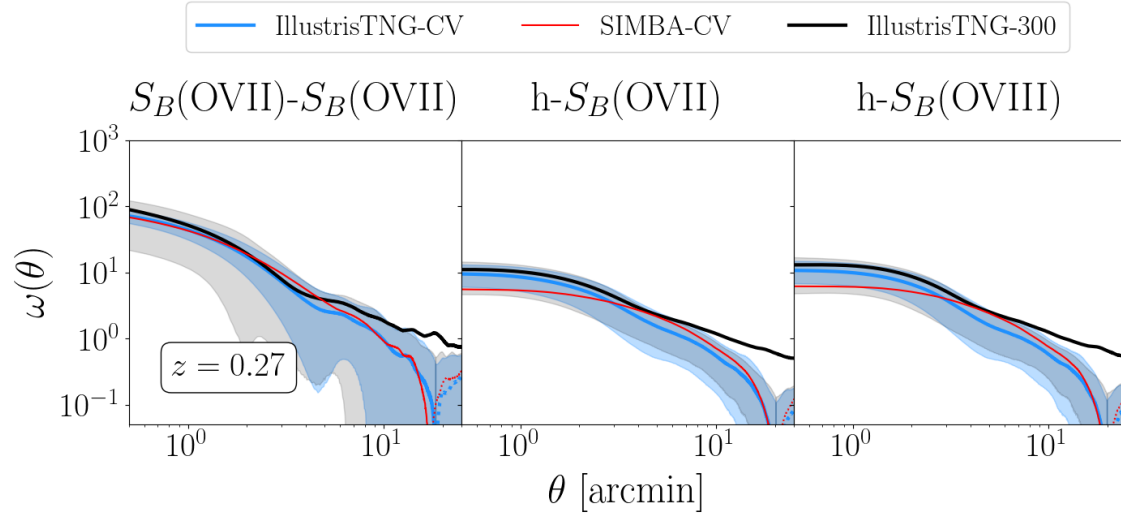 IllustrisTNG-CV SIMBA-CV IllustrisTNG-300
S_B(OVII)-S_B(OVII) h-S_B(OVII) h-S_B(OVIII)
10^3
10^2
10^1
10^0
10^{-1}
ω(θ)
z = 0.27
10^0 10^1 10^0 10^1 10^0 10^1
θ [arcmin]